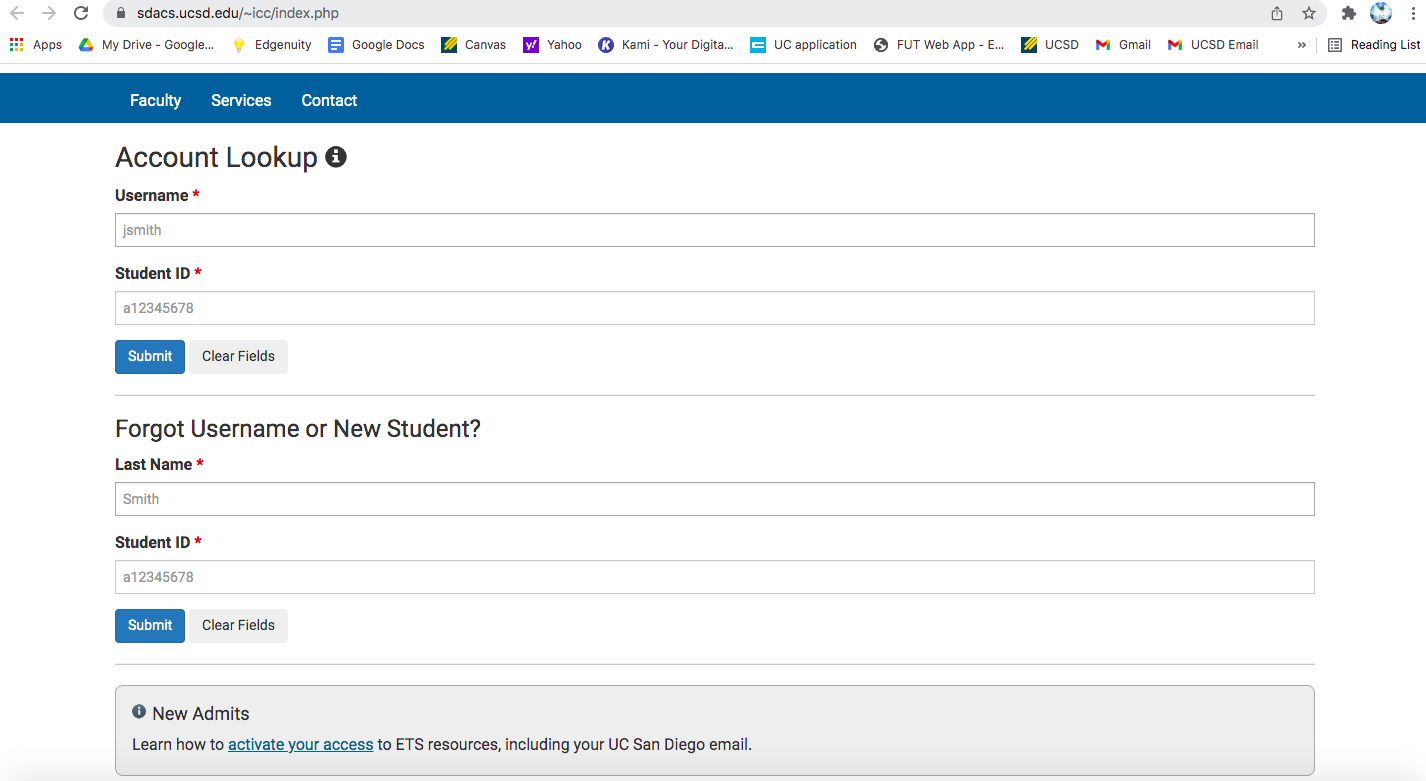 sdacs.ucsd.edu/~icc/index.php
Apps My Drive - Google... Edgenuity Google Docs Canvas y! Yahoo K Kami - Your Digita... UC application FUT Web App - E... UCSD Gmail UCSD Email » Reading List
Faculty Services Contact
Account Lookup
Username *
jsmith
Student ID *
a12345678
Submit Clear Fields
Forgot Username or New Student?
Last Name *
Smith
Student ID *
a12345678
Submit Clear Fields
New Admits
Learn how to activate your access to ETS resources, including your UC San Diego email.